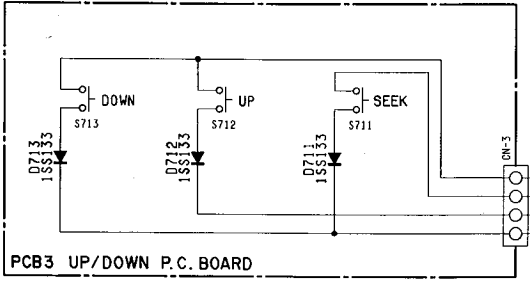 DOWN
S713
D713
1SS133
UP
S712
D712
1SS133
SEEK
S711
D711
1SS133
CN-3
PCB3 UP/DOWN P.C. BOARD